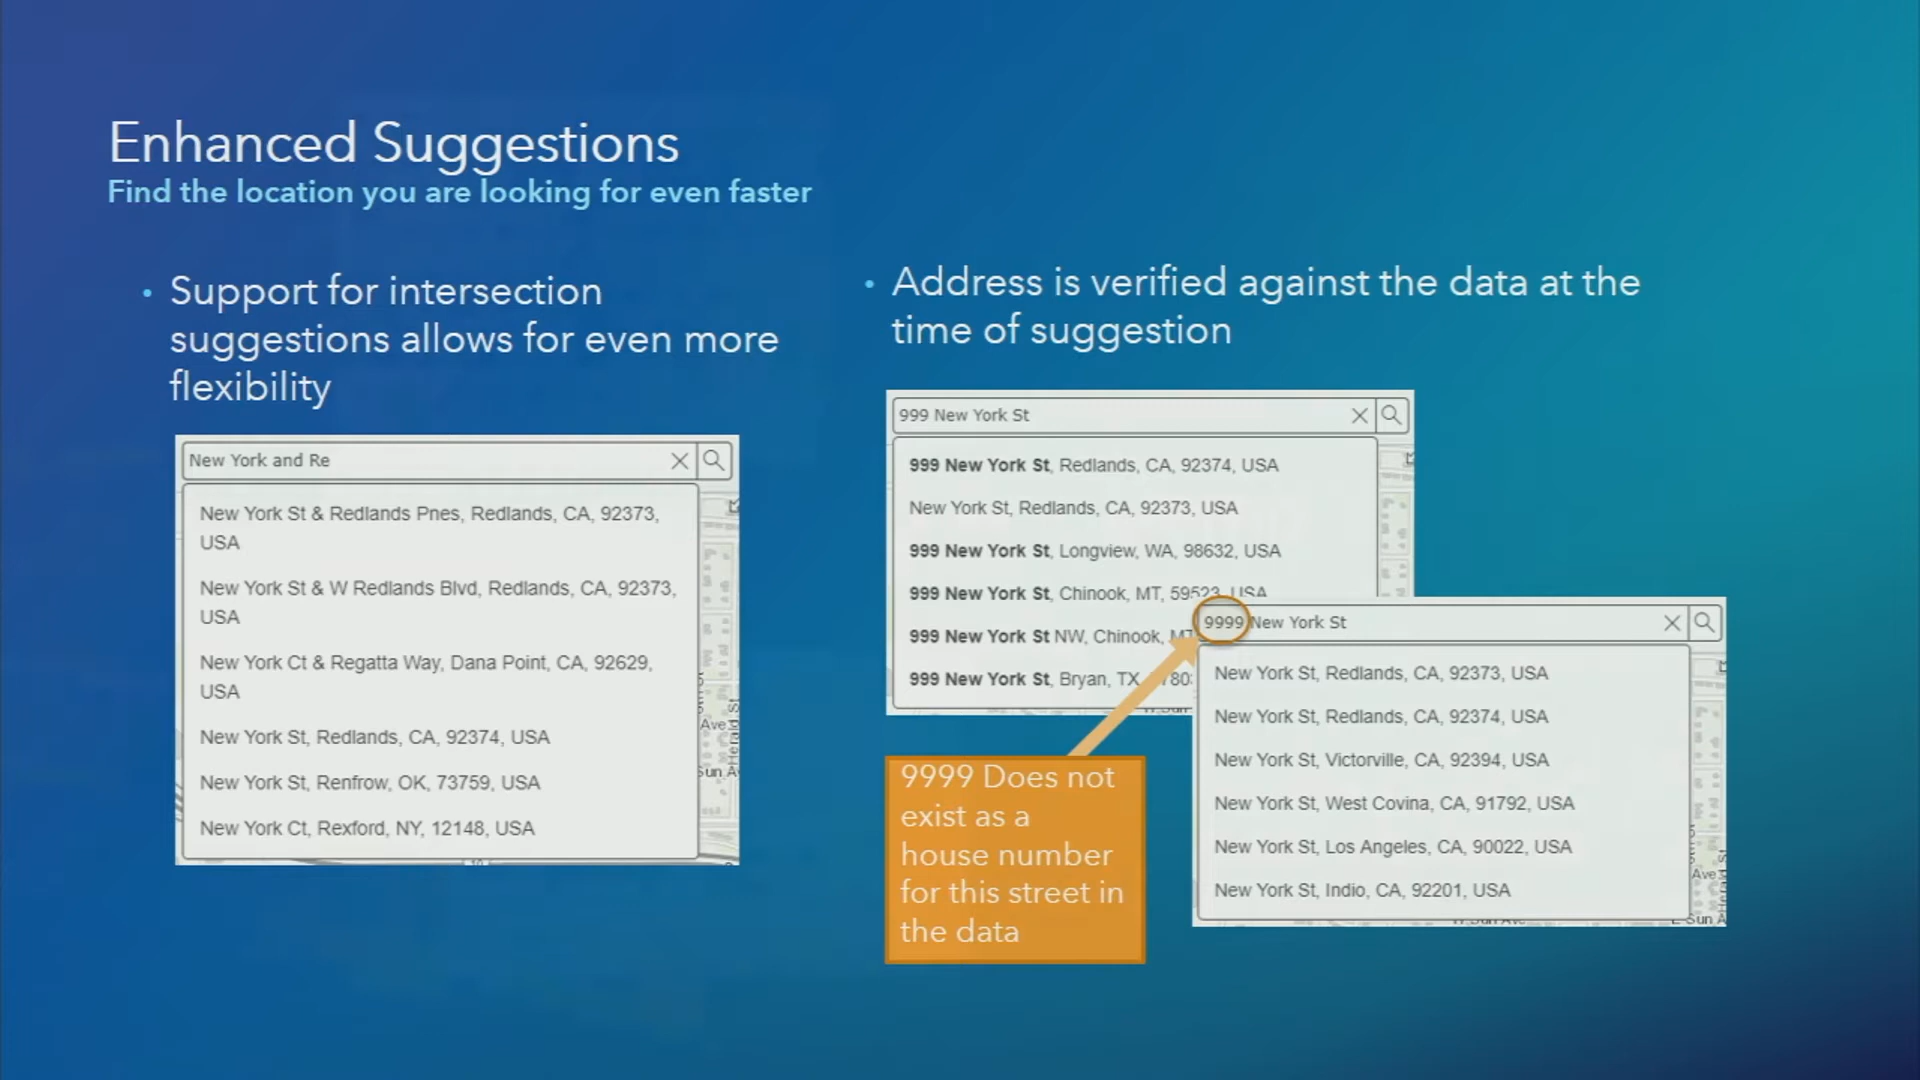 Enhanced Suggestions
Find the location you are looking for even faster
• Support for intersection
suggestions allows for even more
flexibility
New York and Re
New York St & Redlands Pnes, Redlands, CA, 92373,
USA
New York St & W Redlands Blvd, Redlands, CA, 92373,
USA
New York Ct & Regatta Way, Dana Point, CA, 92629,
USA
New York St, Redlands, CA, 92374, USA
New York St, Renfrow, OK, 73759, USA
New York Ct, Rexford, NY, 12148, USA
Ave
Herald St
Sun A
• Address is verified against the data at the
time of suggestion
999 New York St
999 New York St, Redlands, CA, 92374, USA
New York St, Redlands, CA, 92373, USA
999 New York St, Longview, WA, 98632, USA
999 New York St, Chinook, MT, 59523, USA
999 New York St NW, Chinook, MT
999 New York St, Bryan, TX
9999 New York St
New York St, Redlands, CA, 92373, USA
New York St, Redlands, CA, 92374, USA
New York St, Victorville, CA, 92394, USA
New York St, West Covina, CA, 91792, USA
New York St, Los Angeles, CA, 90022, USA
New York St, Indio, CA, 92201, USA
Ave
E Sun A
9999 Does not
exist as a
house number
for this street in
the data